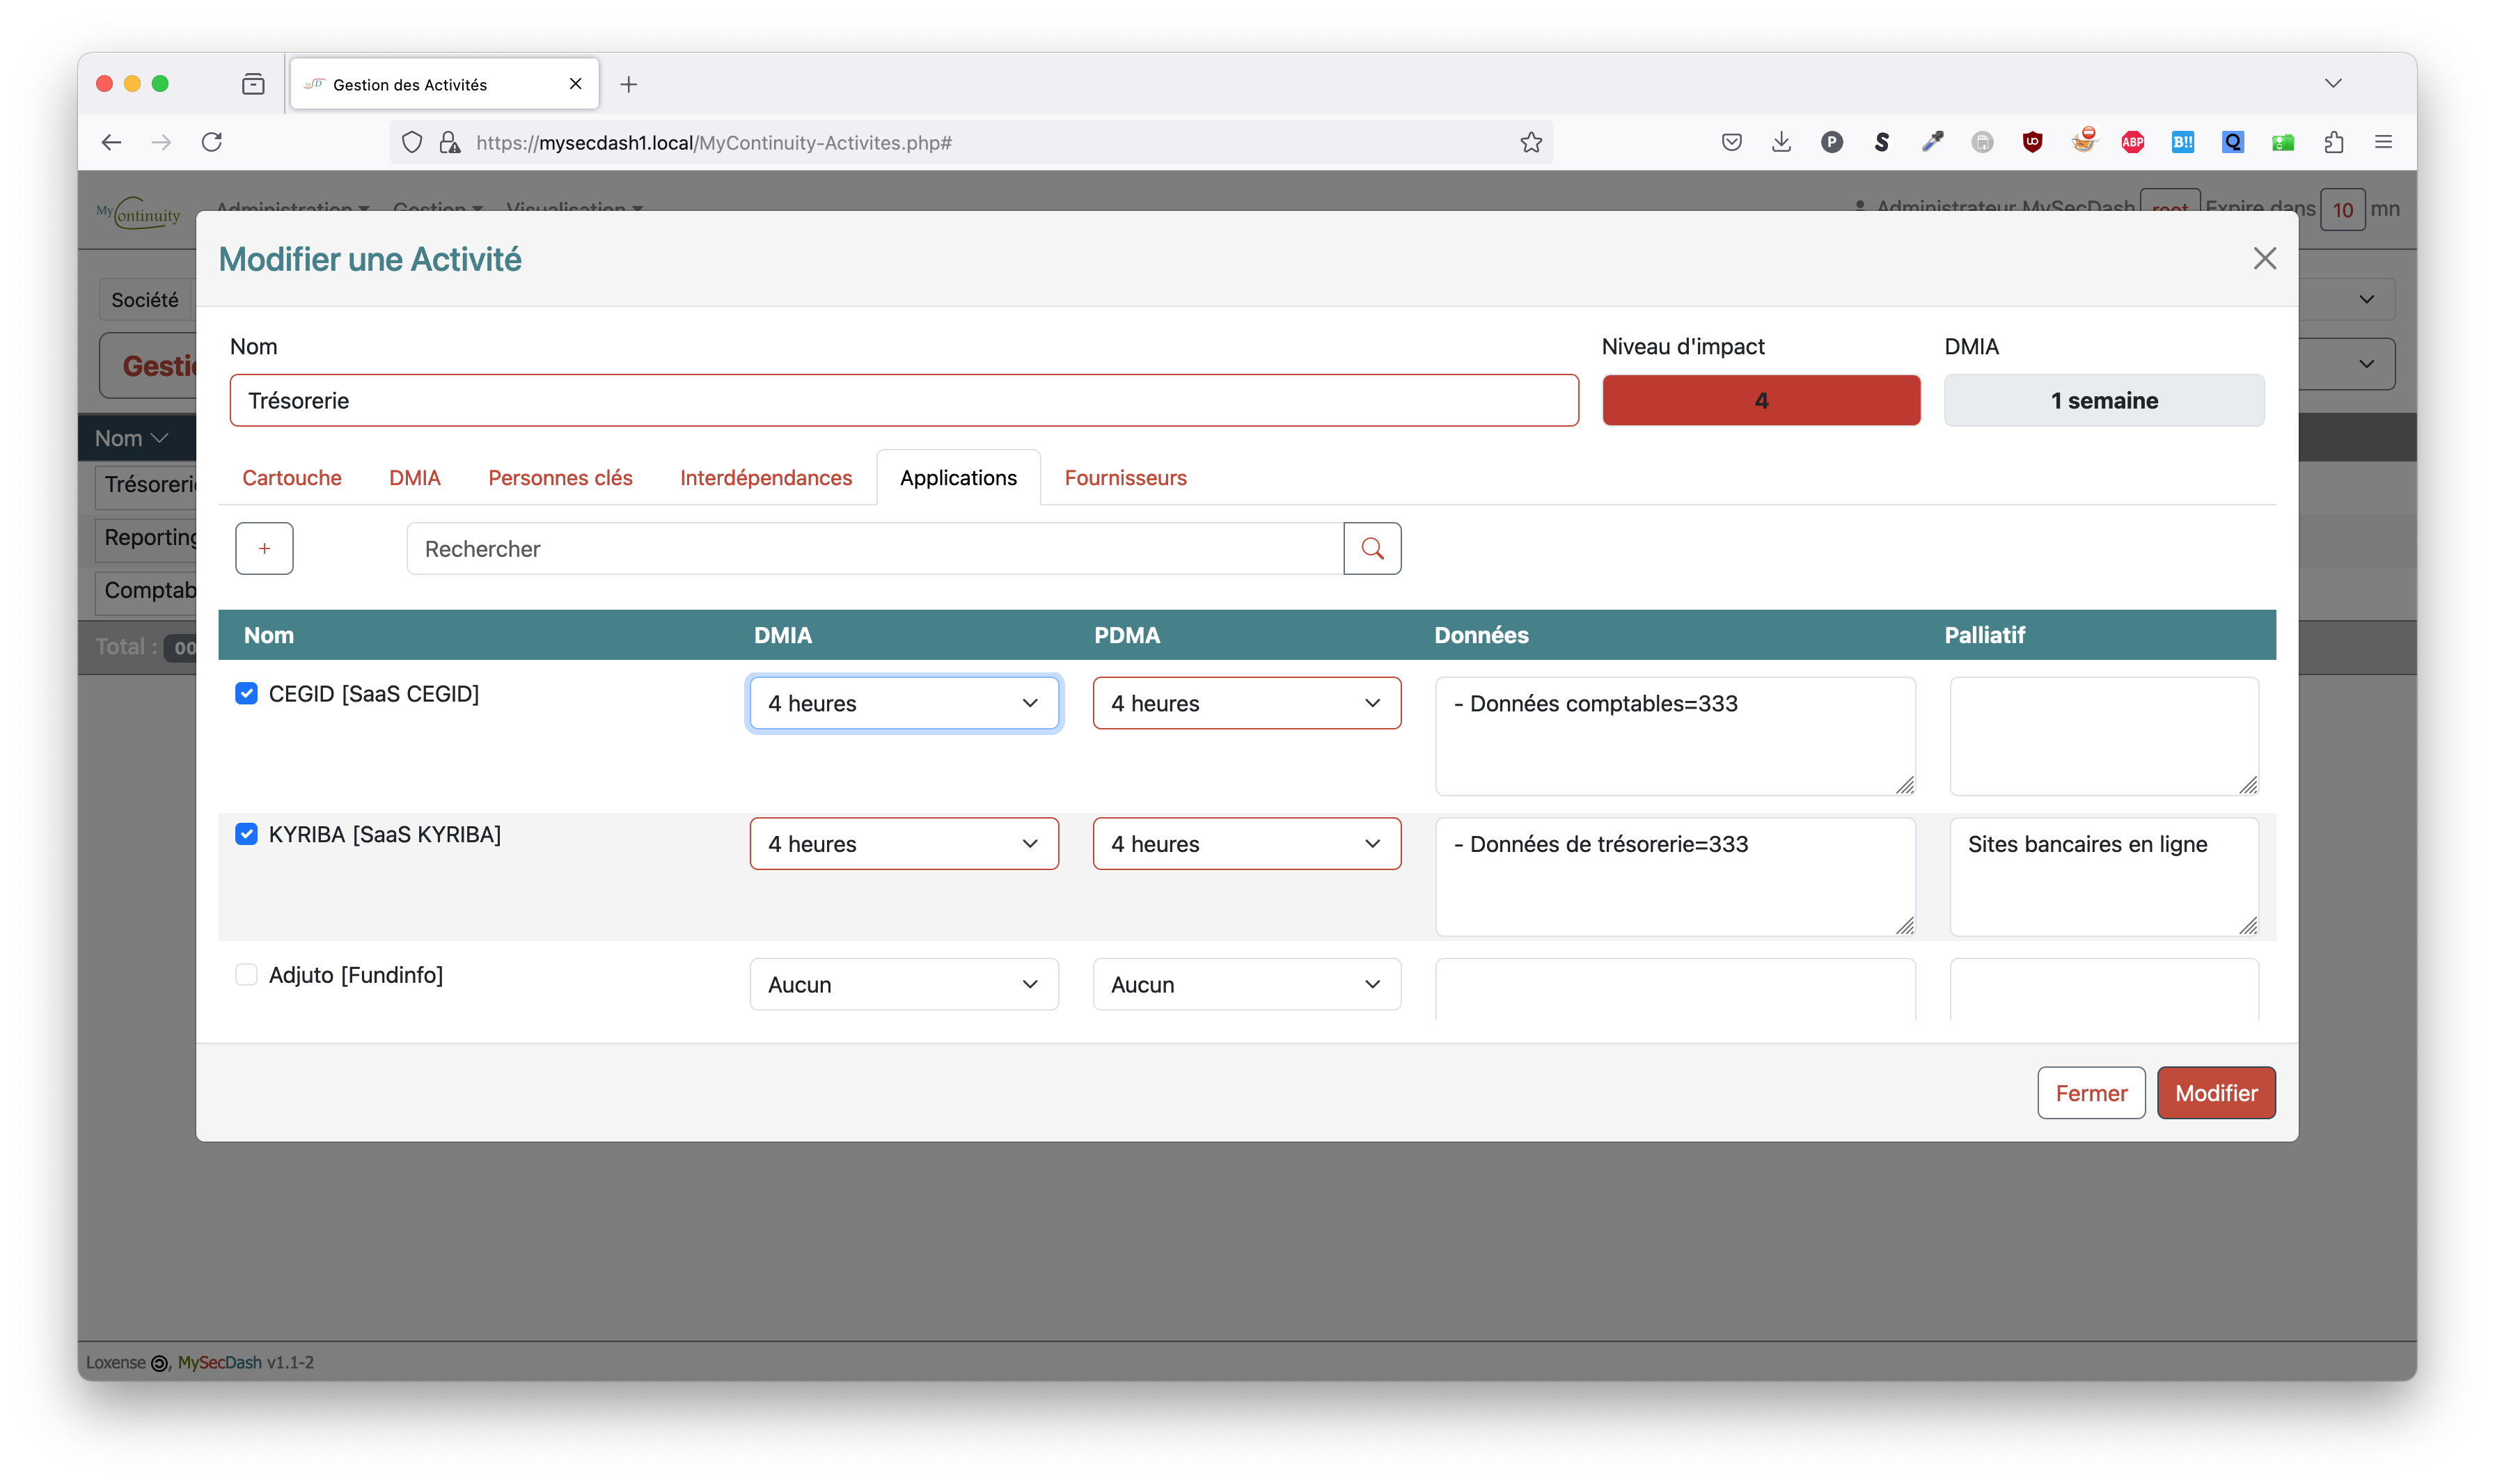 Gestion des Activités
https://mysecdash1.local/MyContinuity-Activites.php#
MyContinuity Administration Gestion Visualisation Administrateur MySecDash root Expire dans 10 mn
Modifier une Activité
Société
Nom Niveau d'impact DMIA
Trésorerie 4 1 semaine
Nom
Cartouche DMIA Personnes clés Interdépendances Applications Fournisseurs
+ Rechercher
Total : 00
Nom DMIA PDMA Données Palliatif
CEGID [SaaS CEGID] 4 heures 4 heures - Données comptables=333
KYRIBA [SaaS KYRIBA] 4 heures 4 heures - Données de trésorerie=333 Sites bancaires en ligne
Adjuto [Fundinfo] Aucun Aucun
Fermer Modifier
Loxense, MySecDash v1.1-2